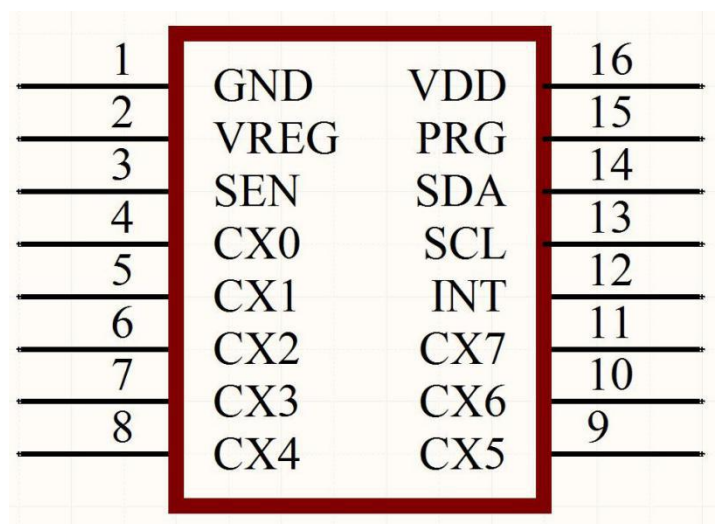 1 GND VDD 16
2 VREG PRG 15
3 SEN SDA 14
4 CX0 SCL 13
5 CX1 INT 12
6 CX2 CX7 11
7 CX3 CX6 10
8 CX4 CX5 9